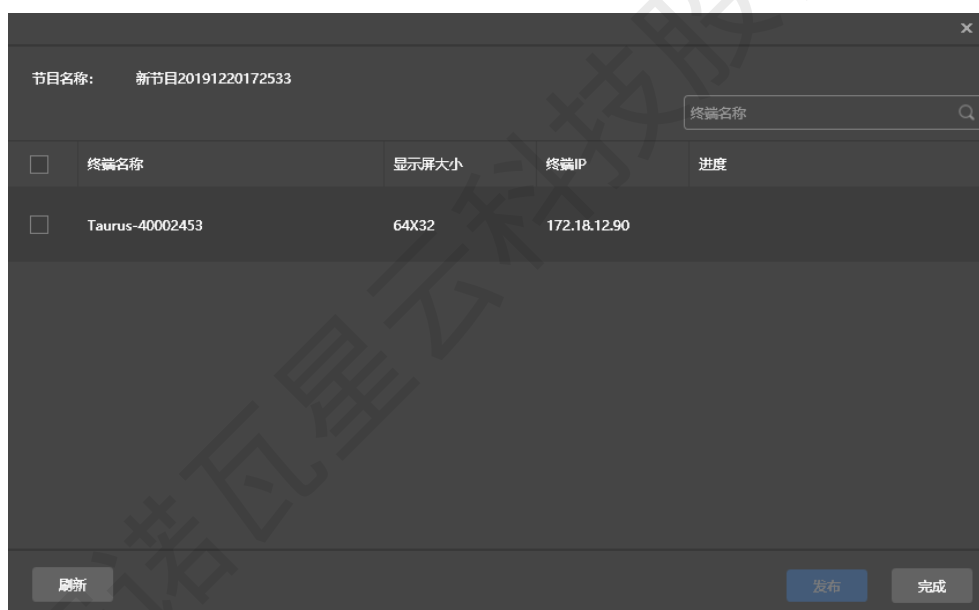 ×
节目名称: 新节目20191220172533
终端名称
终端名称 显示屏大小 终端IP 进度
Taurus-40002453 64X32 172.18.12.90
刷新 发布 完成
诺瓦星云科技股